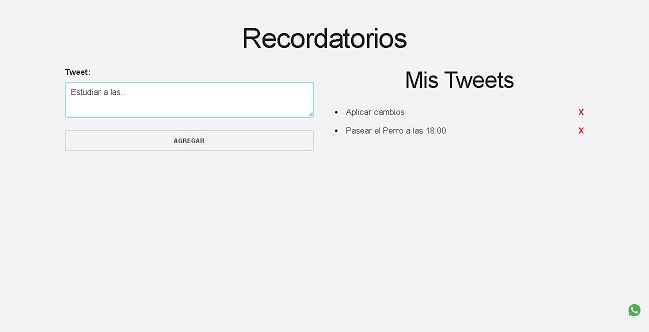 Recordatorios
Tweet:
Estudiar a las..
AGREGAR
Mis Tweets
Aplicar cambios X
Pasear el Perro a las 18:00 X